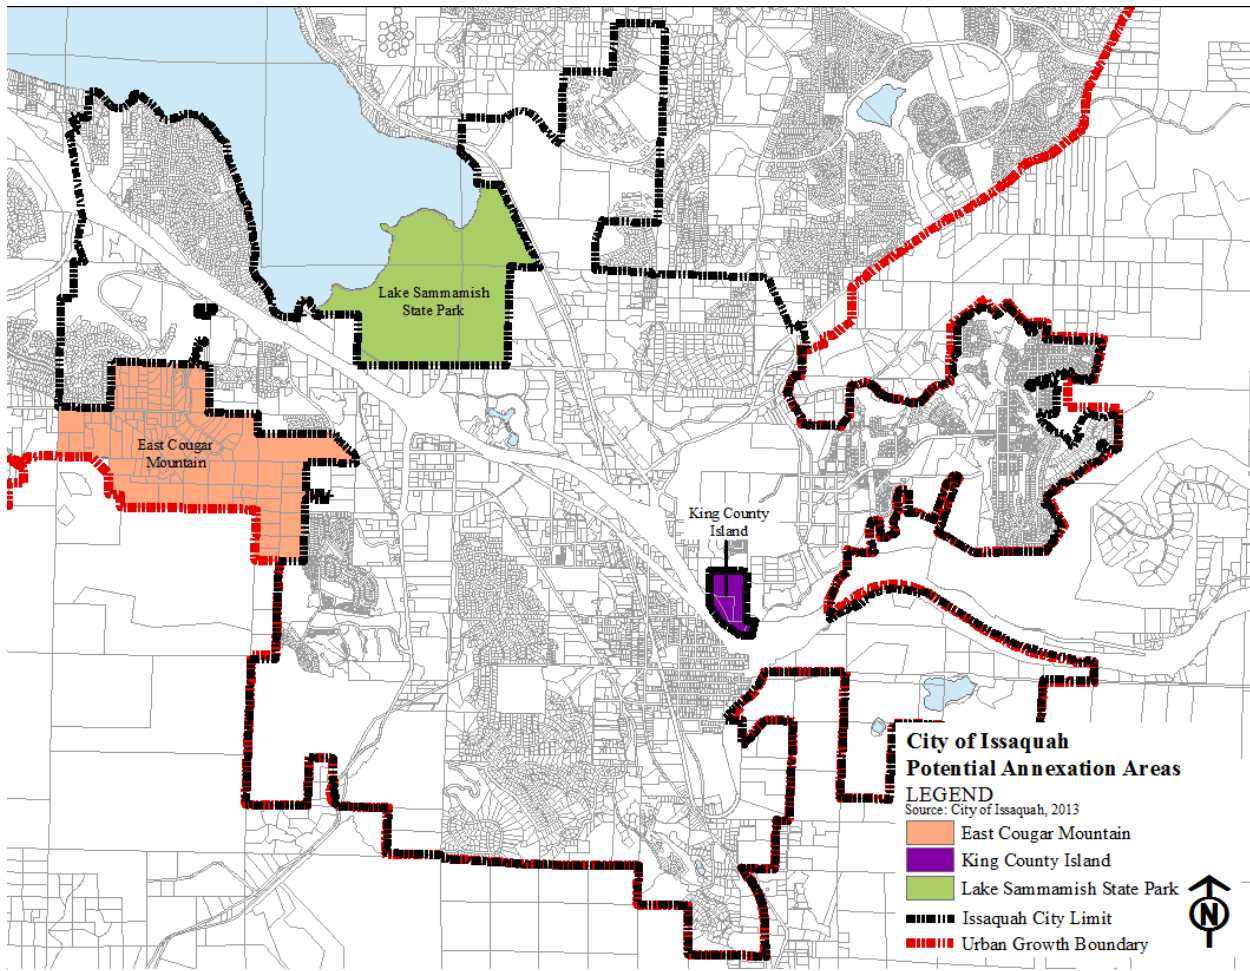 Lake Sammamish
State Park
East Cougar
Mountain
King County
Island
City of Issaquah
Potential Annexation Areas
LEGEND
Source: City of Issaquah, 2013
East Cougar Mountain
King County Island
Lake Sammamish State Park
Issaquah City Limit
Urban Growth Boundary
N